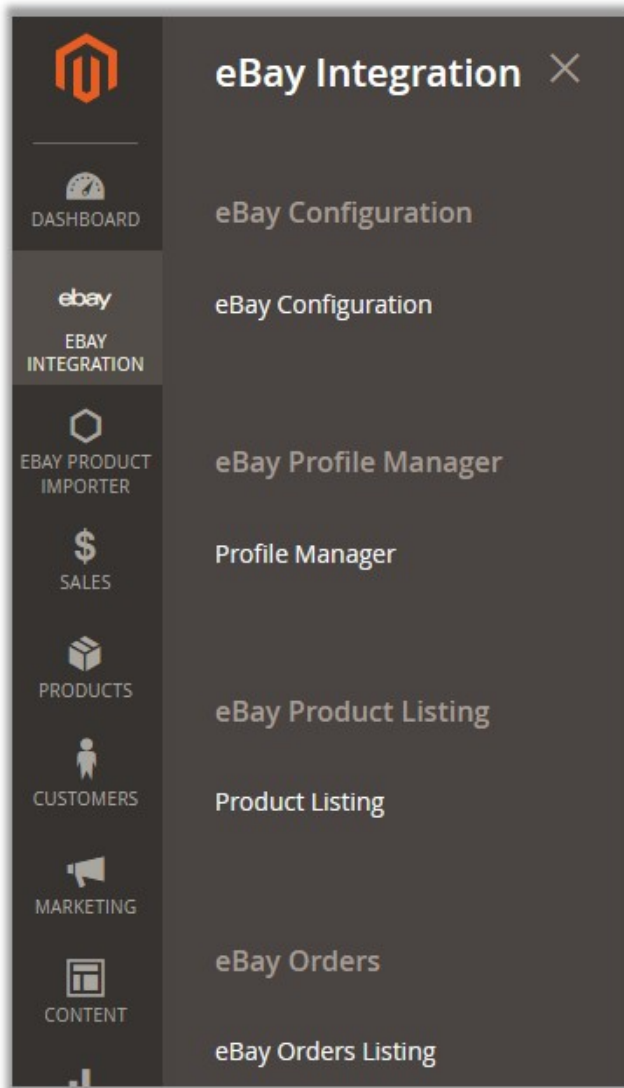 eBay Integration
DASHBOARD
ebay
EBAY
INTEGRATION
EBAY PRODUCT
IMPORTER
$
SALES
PRODUCTS
CUSTOMERS
MARKETING
CONTENT
eBay Configuration
eBay Configuration
eBay Profile Manager
Profile Manager
eBay Product Listing
Product Listing
eBay Orders
eBay Orders Listing